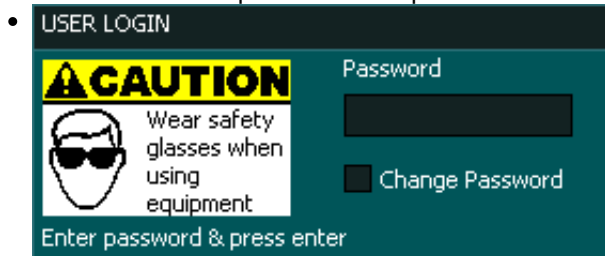 USER LOGIN
CAUTION
Wear safety
glasses when
using
equipment
Password
Change Password
Enter password & press enter